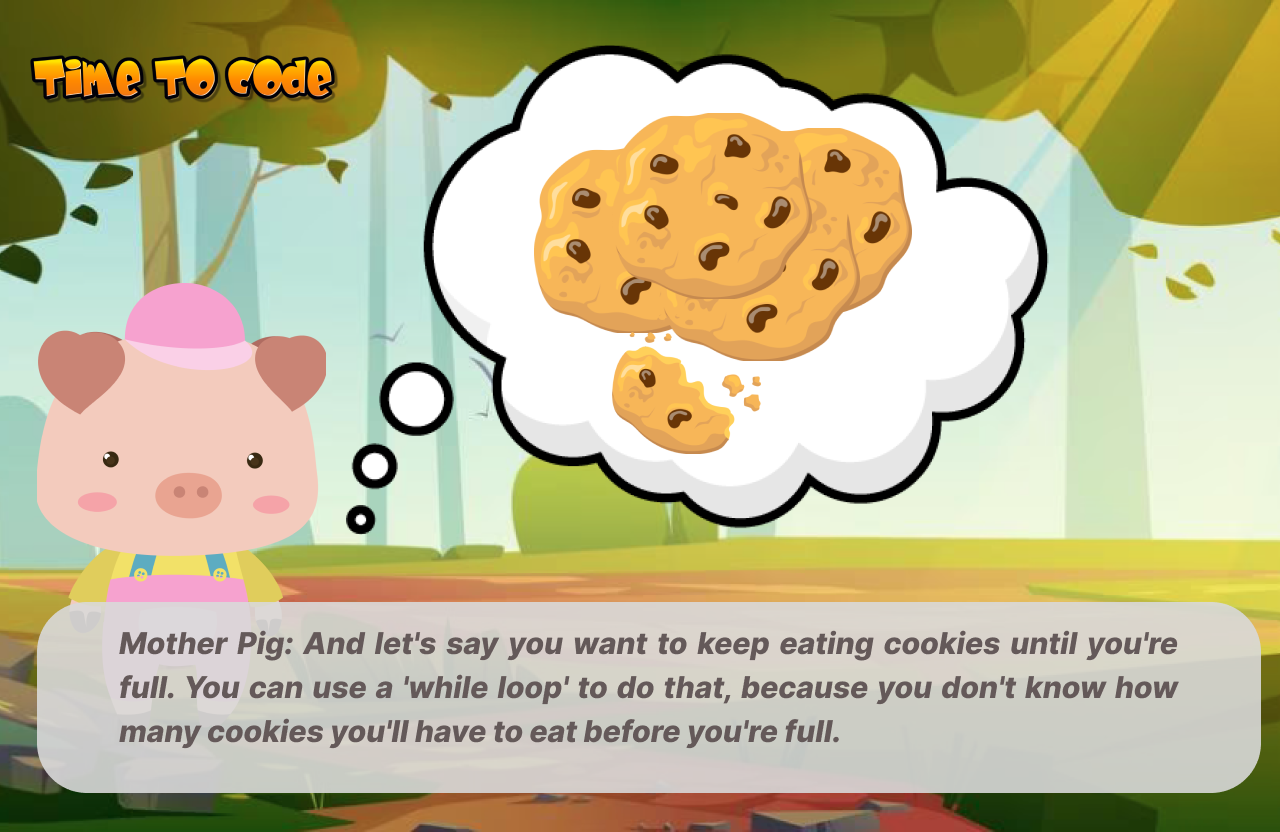 Time To Code
Mother Pig: And let's say you want to keep eating cookies until you're
full. You can use a 'while loop' to do that, because you don't know how
many cookies you'll have to eat before you're full.